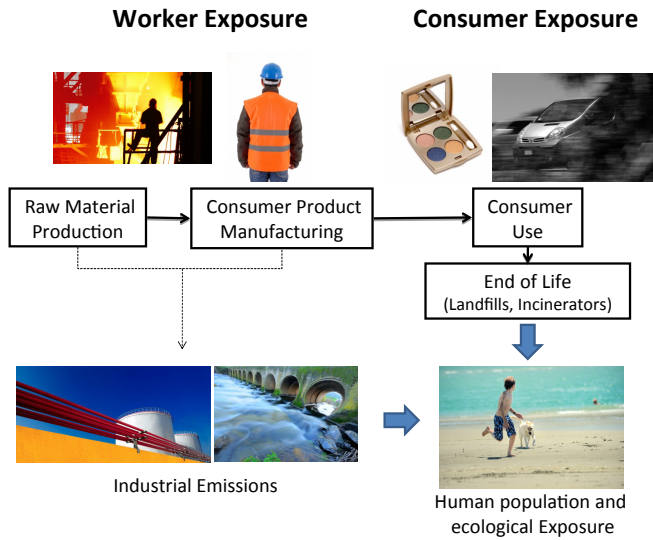 Worker Exposure
Consumer Exposure
Raw Material
Production
Consumer Product
Manufacturing
Consumer
Use
End of Life
(Landfills, Incinerators)
Industrial Emissions
Human population and
ecological Exposure